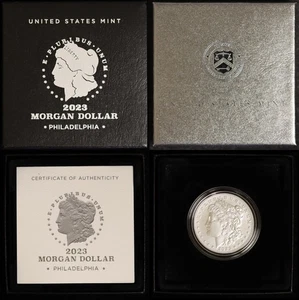 UNITED STATES MINT
E·PLURIBUS·UNUM
2023
MORGAN DOLLAR
PHILADELPHIA
CERTIFICATE OF AUTHENTICITY
E·PLURIBUS·UNUM
2023
MORGAN DOLLAR
PHILADELPHIA